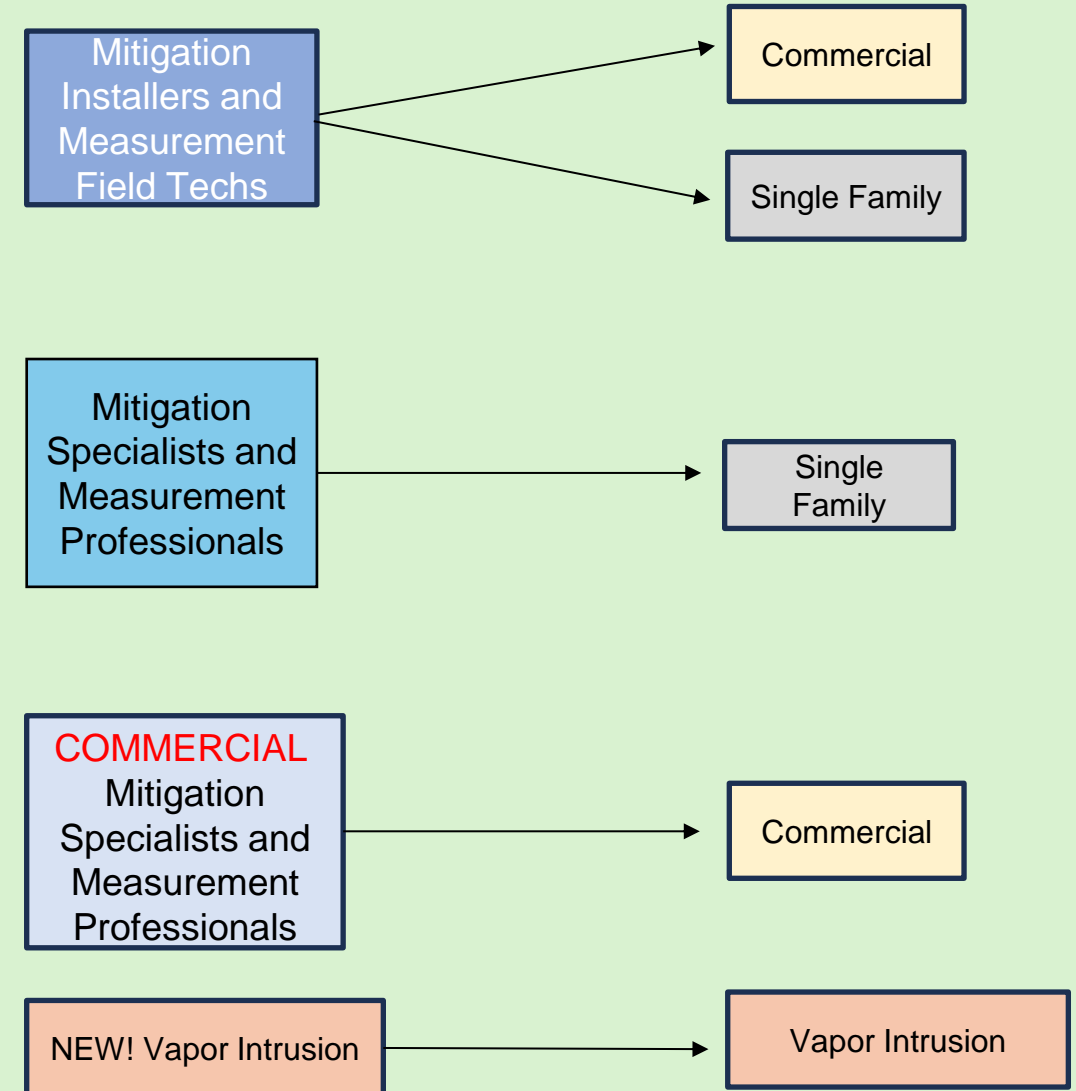 Mitigation
Installers and
Measurement
Field Techs
Commercial
Single Family
Mitigation
Specialists and
Measurement
Professionals
Single
Family
COMMERCIAL
Mitigation
Specialists and
Measurement
Professionals
Commercial
NEW! Vapor Intrusion
Vapor Intrusion